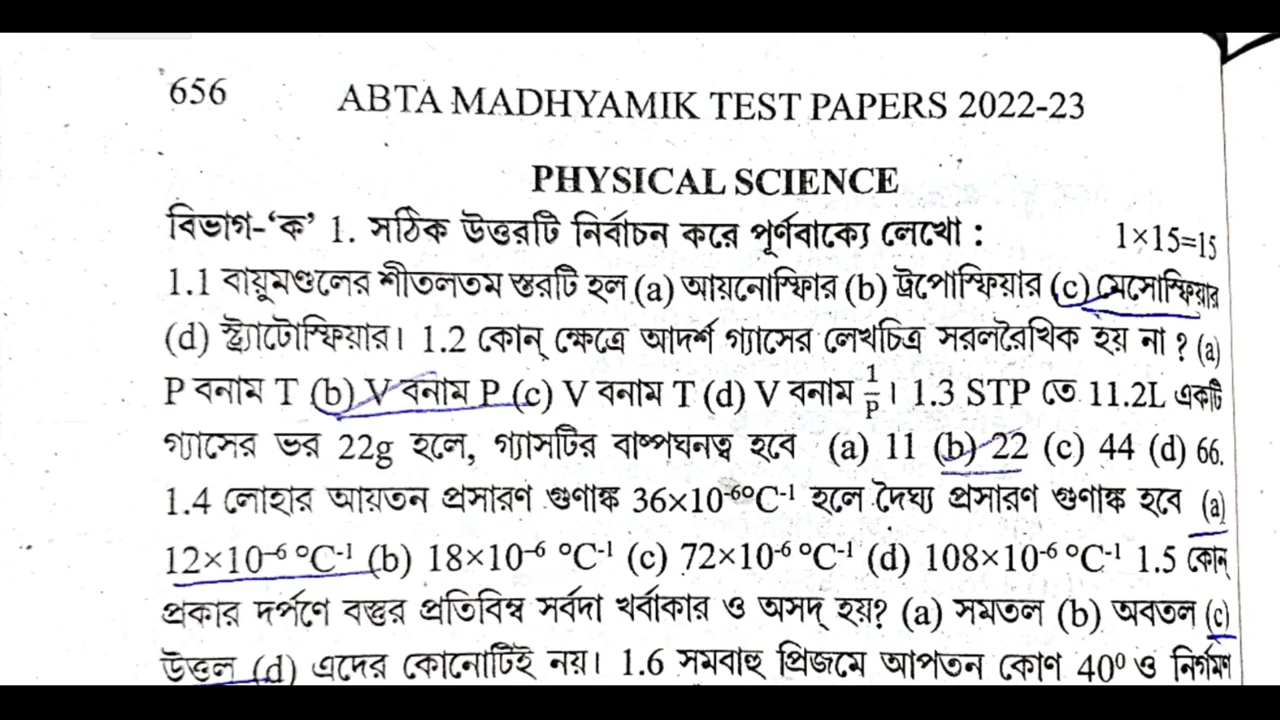 656 ABTA MADHYAMIK TEST PAPERS 2022-23
PHYSICAL SCIENCE
বিভাগ-‘ক’ 1. সঠিক উত্তরটি নির্বাচন করে পূর্ণবাক্যে লেখো : 1×15=15
1.1 বায়ুমণ্ডলের শীতলতম স্তরটি হল (a) আয়নোস্ফিার (b) ট্রপোস্ফিয়ার (c) মেসোস্ফিয়ার
(d) স্ট্র্যাটোস্ফিয়ার। 1.2 কোন্ ক্ষেত্রে আদর্শ গ্যাসের লেখচিত্র সরলরৈখিক হয় না ? (a)
P বনাম T (b) V বনাম P (c) V বনাম T (d) V বনাম 1/P। 1.3 STP তে 11.2L একটি
গ্যাসের ভর 22g হলে, গ্যাসটির বাষ্পঘনত্ব হবে (a) 11 (b) 22 (c) 44 (d) 66.
1.4 লোহার আয়তন প্রসারণ গুণাঙ্ক 36×10⁻⁶°C⁻¹ হলে দৈঘ্য প্রসারণ গুণাঙ্ক হবে (a)
12×10⁻⁶ °C⁻¹ (b) 18×10⁻⁶ °C⁻¹ (c) 72×10⁻⁶ °C⁻¹ (d) 108×10⁻⁶ °C⁻¹ 1.5 কোন্
প্রকার দর্পণে বস্তুর প্রতিবিম্ব সর্বদা খর্বাকার ও অসদ্ হয়? (a) সমতল (b) অবতল (c)
উত্তল (d) এদের কোনোটিই নয়। 1.6 সমবাহু প্রিজমে আপতন কোণ 40⁰ ও নির্গমণ